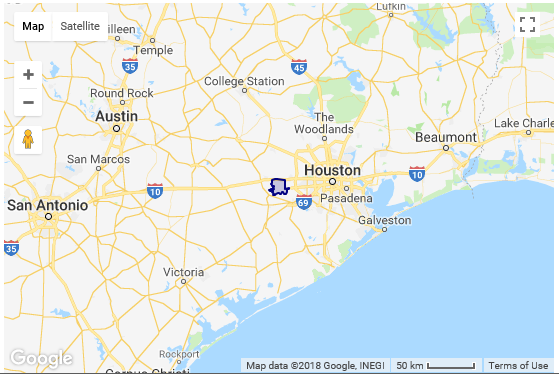 Lufkin
Map Satellite
Killeen
Temple
35
45
College Station
Round Rock
The
Woodlands
Austin
Lake Charle
Beaumont
San Marcos
Houston
10
10
Pasadena
San Antonio
69
Galveston
35
Victoria
Rockport
Google
Corpus Christi
Map data ©2018 Google, INEGI 50 km Terms of Use